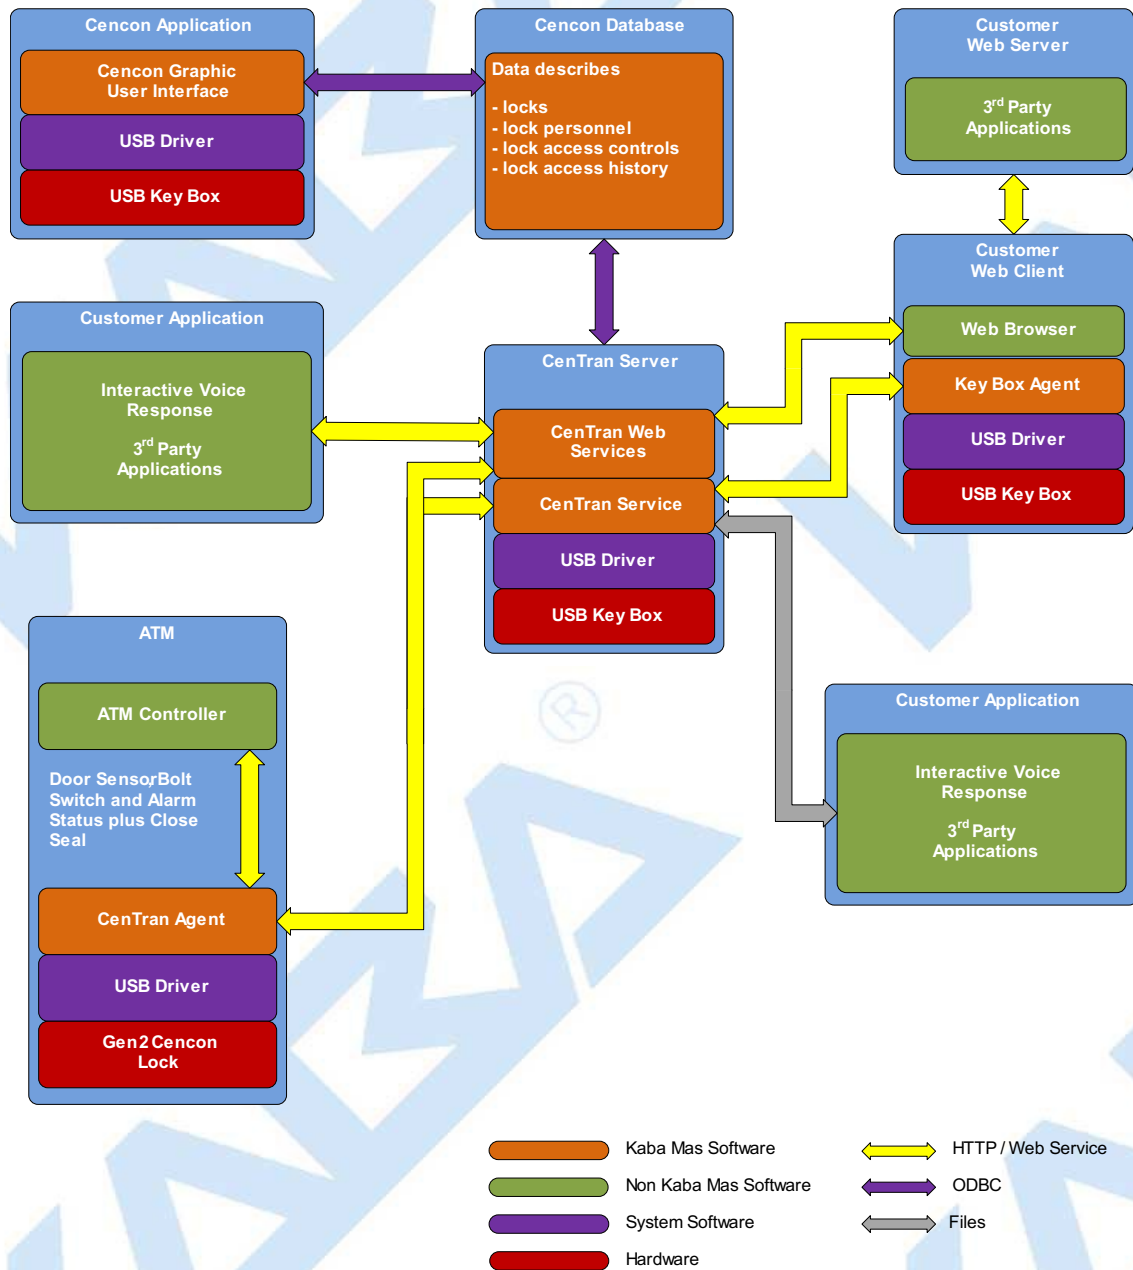 Cencon Application
Cencon Graphic
User Interface
USB Driver
USB Key Box
Cencon Database
Data describes
- locks
- lock personnel
- lock access controls
- lock access history
Customer
Web Server
3rd Party
Applications
Customer
Web Client
Web Browser
Key Box Agent
USB Driver
USB Key Box
Customer Application
Interactive Voice
Response
3rd Party
Applications
CenTran Server
CenTran Web
Services
CenTran Service
USB Driver
USB Key Box
ATM
ATM Controller
Door Sensor,Bolt
Switch and Alarm
Status plus Close
Seal
CenTran Agent
USB Driver
Gen2 Cencon
Lock
Customer Application
Interactive Voice
Response
3rd Party
Applications
®
Kaba Mas Software
Non Kaba Mas Software
System Software
Hardware
HTTP / Web Service
ODBC
Files